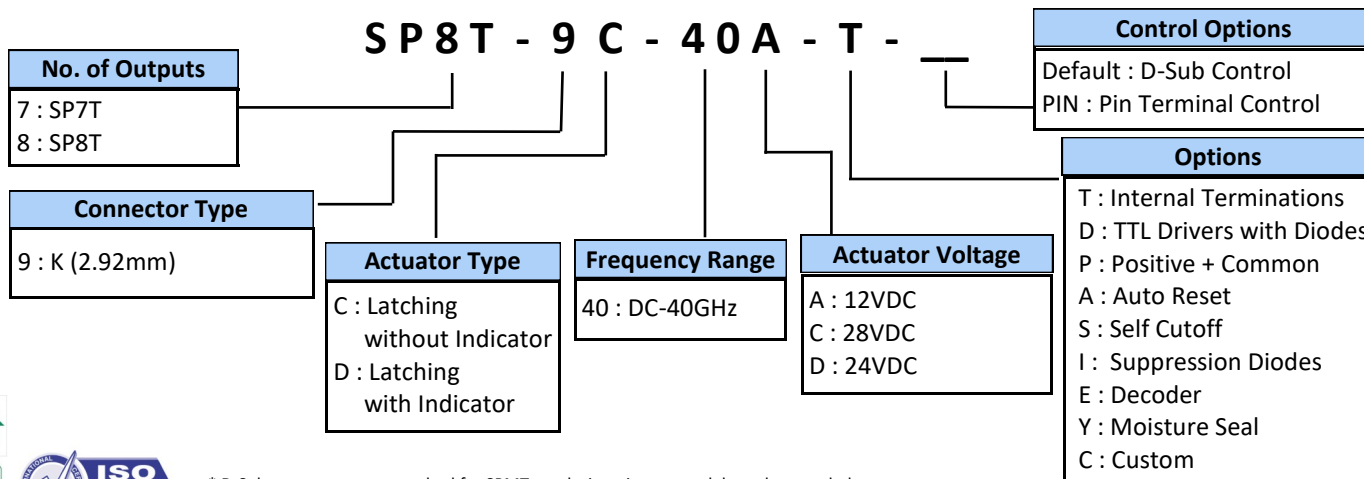 SP8T - 9 C - 40A - T - __
No. of Outputs
7 : SP7T
8 : SP8T
Connector Type
9 : K (2.92mm)
Actuator Type
C : Latching
without Indicator
D : Latching
with Indicator
Frequency Range
40 : DC-40GHz
Actuator Voltage
A : 12VDC
C : 28VDC
D : 24VDC
Control Options
Default : D-Sub Control
PIN : Pin Terminal Control
Options
T : Internal Terminations
D : TTL Drivers with Diodes
P : Positive + Common
A : Auto Reset
S : Self Cutoff
I : Suppression Diodes
E : Decoder
Y : Moisture Seal
C : Custom
ISO